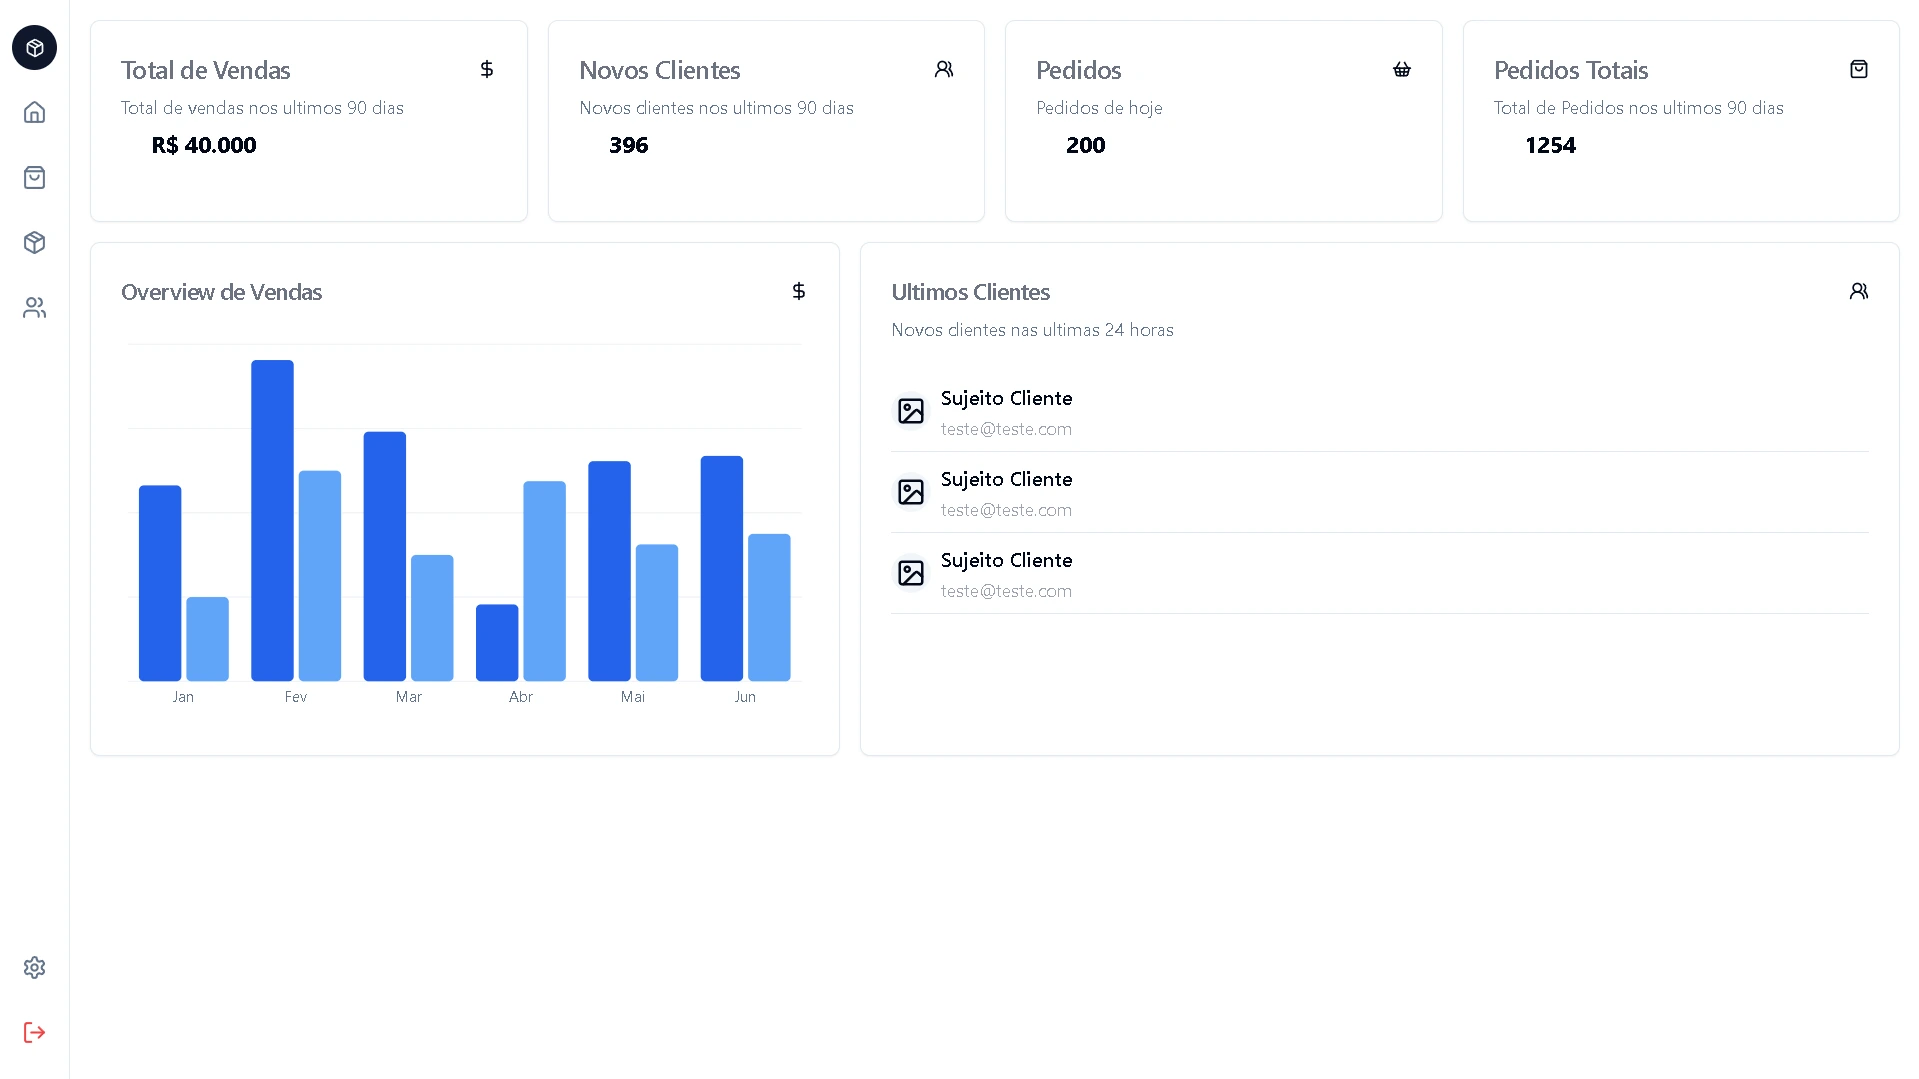 Total de Vendas
Total de vendas nos ultimos 90 dias
R$ 40.000
Novos Clientes
Novos clientes nos ultimos 90 dias
396
Pedidos
Pedidos de hoje
200
Pedidos Totais
Total de Pedidos nos ultimos 90 dias
1254
Overview de Vendas
Jan Fev Mar Abr Mai Jun
Ultimos Clientes
Novos clientes nas ultimas 24 horas
Sujeito Cliente
teste@teste.com
Sujeito Cliente
teste@teste.com
Sujeito Cliente
teste@teste.com